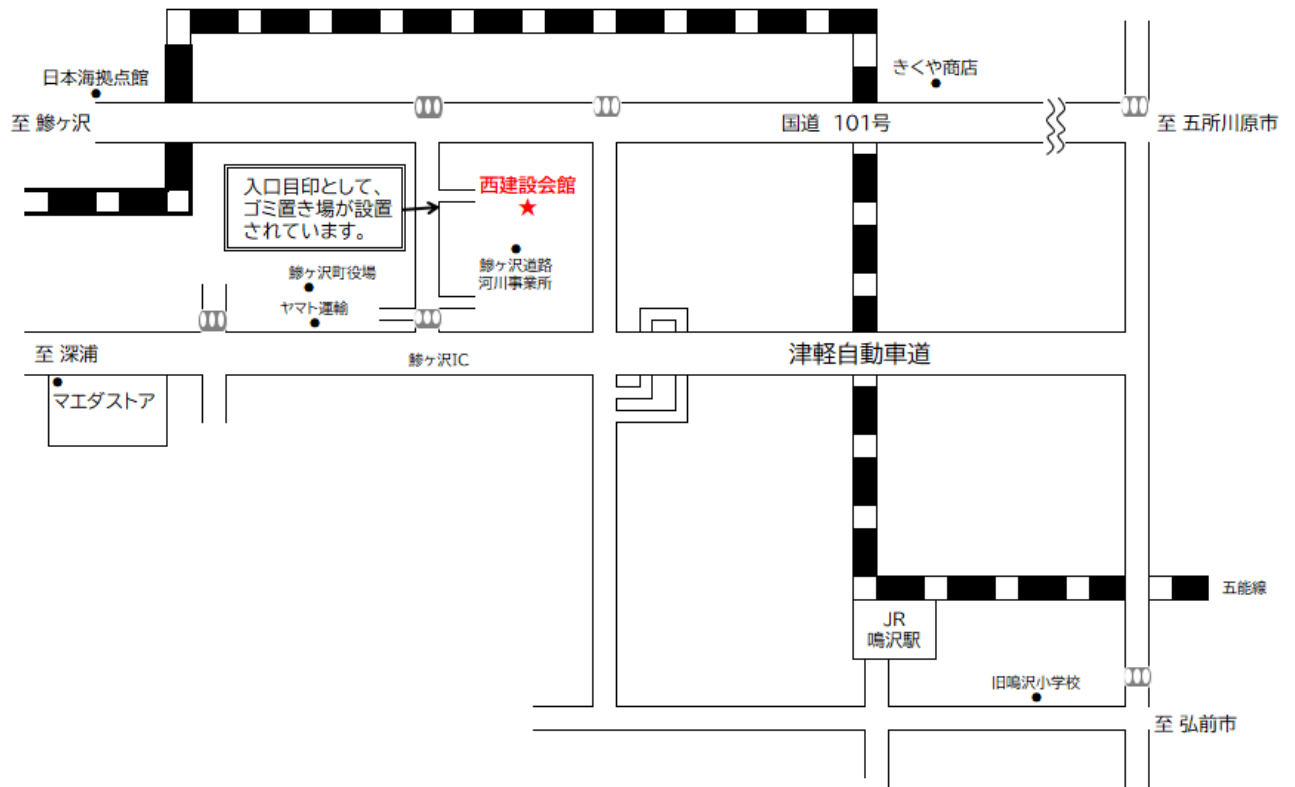 日本海拠点館
きくや商店
至 鰺ヶ沢
国道 101号
至 五所川原市
入口目印として、
ゴミ置き場が設置
されています。
西建設会館
鰺ヶ沢道路
河川事業所
鰺ヶ沢町役場
ヤマト運輸
至 深浦
鰺ヶ沢IC
津軽自動車道
マエダストア
五能線
JR
鳴沢駅
旧鳴沢小学校
至 弘前市